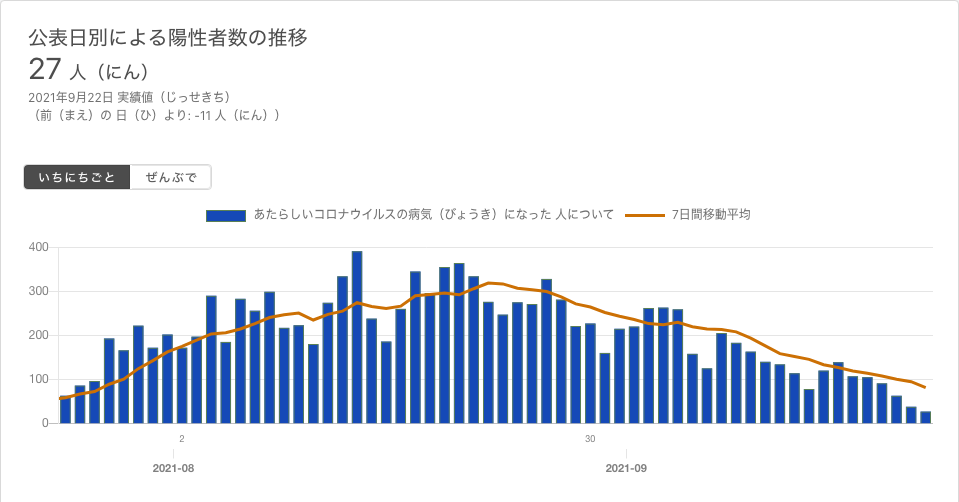 公表日別による陽性者数の推移
27 人（にん）
2021年9月22日 実績値（じっせきち）
（前（まえ）の 日（ひ）より: -11 人（にん））
いちにちごと ぜんぶで
あたらしいコロナウイルスの病気（びょうき）になった 人について 7日間移動平均
400
300
200
100
0
2 30
2021-08 2021-09